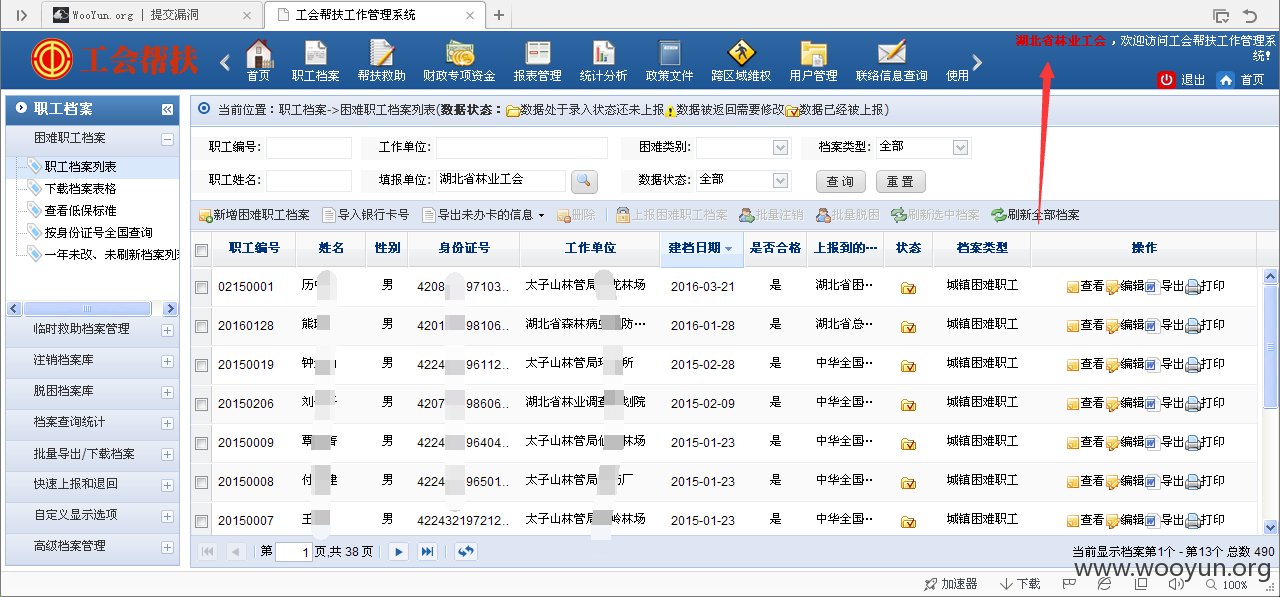 WooYun.org | 提交漏洞
工会帮扶工作管理系统
工会帮扶
首页 职工档案 帮扶救助 财政专项资金 报表管理 统计分析 政策文件 跨区域维权 用户管理 联络信息查询 使用
湖北省林业工会，欢迎访问工会帮扶工作管理系统!
退出 首页
职工档案
困难职工档案
职工档案列表
下载档案表格
查看低保标准
按身份证号全国查询
一年未改、未刷新档案列
临时救助档案管理
注销档案库
脱困档案库
档案查询统计
批量导出/下载档案
快速上报和退回
自定义显示选项
高级档案管理
当前位置：职工档案->困难职工档案列表(数据状态：数据处于录入状态还未上报 数据被返回需要修改 数据已经被上报)
职工编号: 工作单位: 困难类别: 档案类型: 全部
职工姓名: 填报单位: 湖北省林业工会 数据状态: 全部 查询 重置
新增困难职工档案 导入银行卡号 导出未办卡的信息 删除 上报困难职工档案 批量注销 批量脱困 刷新选中档案 刷新全部档案
职工编号 姓名 性别 身份证号 工作单位 建档日期 是否合格 上报到的… 状态 档案类型 操作
02150001 历 男 4208 97103... 太子山林管局 林场 2016-03-21 是 湖北省困… 城镇困难职工 查看 编辑 导出 打印
20160128 熊 男 4201 98106... 湖北省森林病 防… 2016-01-28 是 湖北省总… 城镇困难职工 查看 编辑 导出 打印
20150019 钟 男 4224 96112... 太子山林管局 所 2015-02-28 是 中华全国… 城镇困难职工 查看 编辑 导出 打印
20150206 刘 男 4207 98606... 湖北省林业调查 划院 2015-02-09 是 中华全国… 城镇困难职工 查看 编辑 导出 打印
20150009 覃 男 4224 96404... 太子山林管局仙 林场 2015-01-23 是 中华全国… 城镇困难职工 查看 编辑 导出 打印
20150008 付 建 男 4224 96501... 太子山林管局 厂 2015-01-23 是 中华全国… 城镇困难职工 查看 编辑 导出 打印
20150007 王 男 422432197212... 太子山林管局 岭林场 2015-01-23 是 中华全国… 城镇困难职工 查看 编辑 导出 打印
第 1 页,共 38 页
当前显示档案第1个 - 第13个 总数 490
www.wooyun.org
加速器 下载 100%